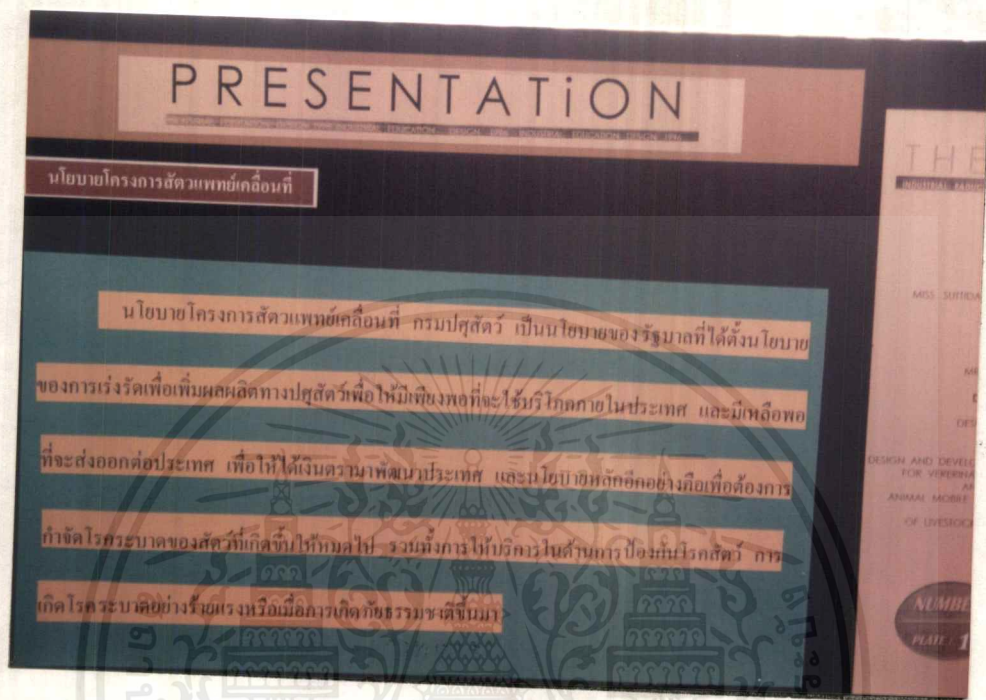 PRESENTATiON
นโยบายโครงการสัตวแพทย์เคลื่อนที่
นโยบายโครงการสัตวแพทย์เคลื่อนที่ กรมปศุสัตว์ เป็นนโยบายของรัฐบาลที่ได้ตั้งนโยบาย
ของการเร่งรัดเพื่อเพิ่มผลผลิตทางปศุสัตว์เพื่อให้มีเพียงพอที่จะใช้บริโภคภายในประเทศ และมีเหลือพอ
ที่จะส่งออกต่อประเทศ เพื่อให้ได้เงินตรามาพัฒนาประเทศ และนโยบายหลักอีกอย่างคือเพื่อต้องการ
กำจัดโรคระบาดของสัตว์ที่เกิดขึ้นให้หมดไป รวมทั้งการให้บริการในด้านการป้องกันโรคสัตว์ การ
เกิดโรคระบาดอย่างร้ายแรงหรือเมื่อการเกิดภัยธรรมชาติขึ้นมา
THE
INDUSTRIAL
MISS
DESIGN AND DEVELO
FOR
ANIMAL MOBILE
OF LIVESTOCK
NUMBE
PLATE : 1